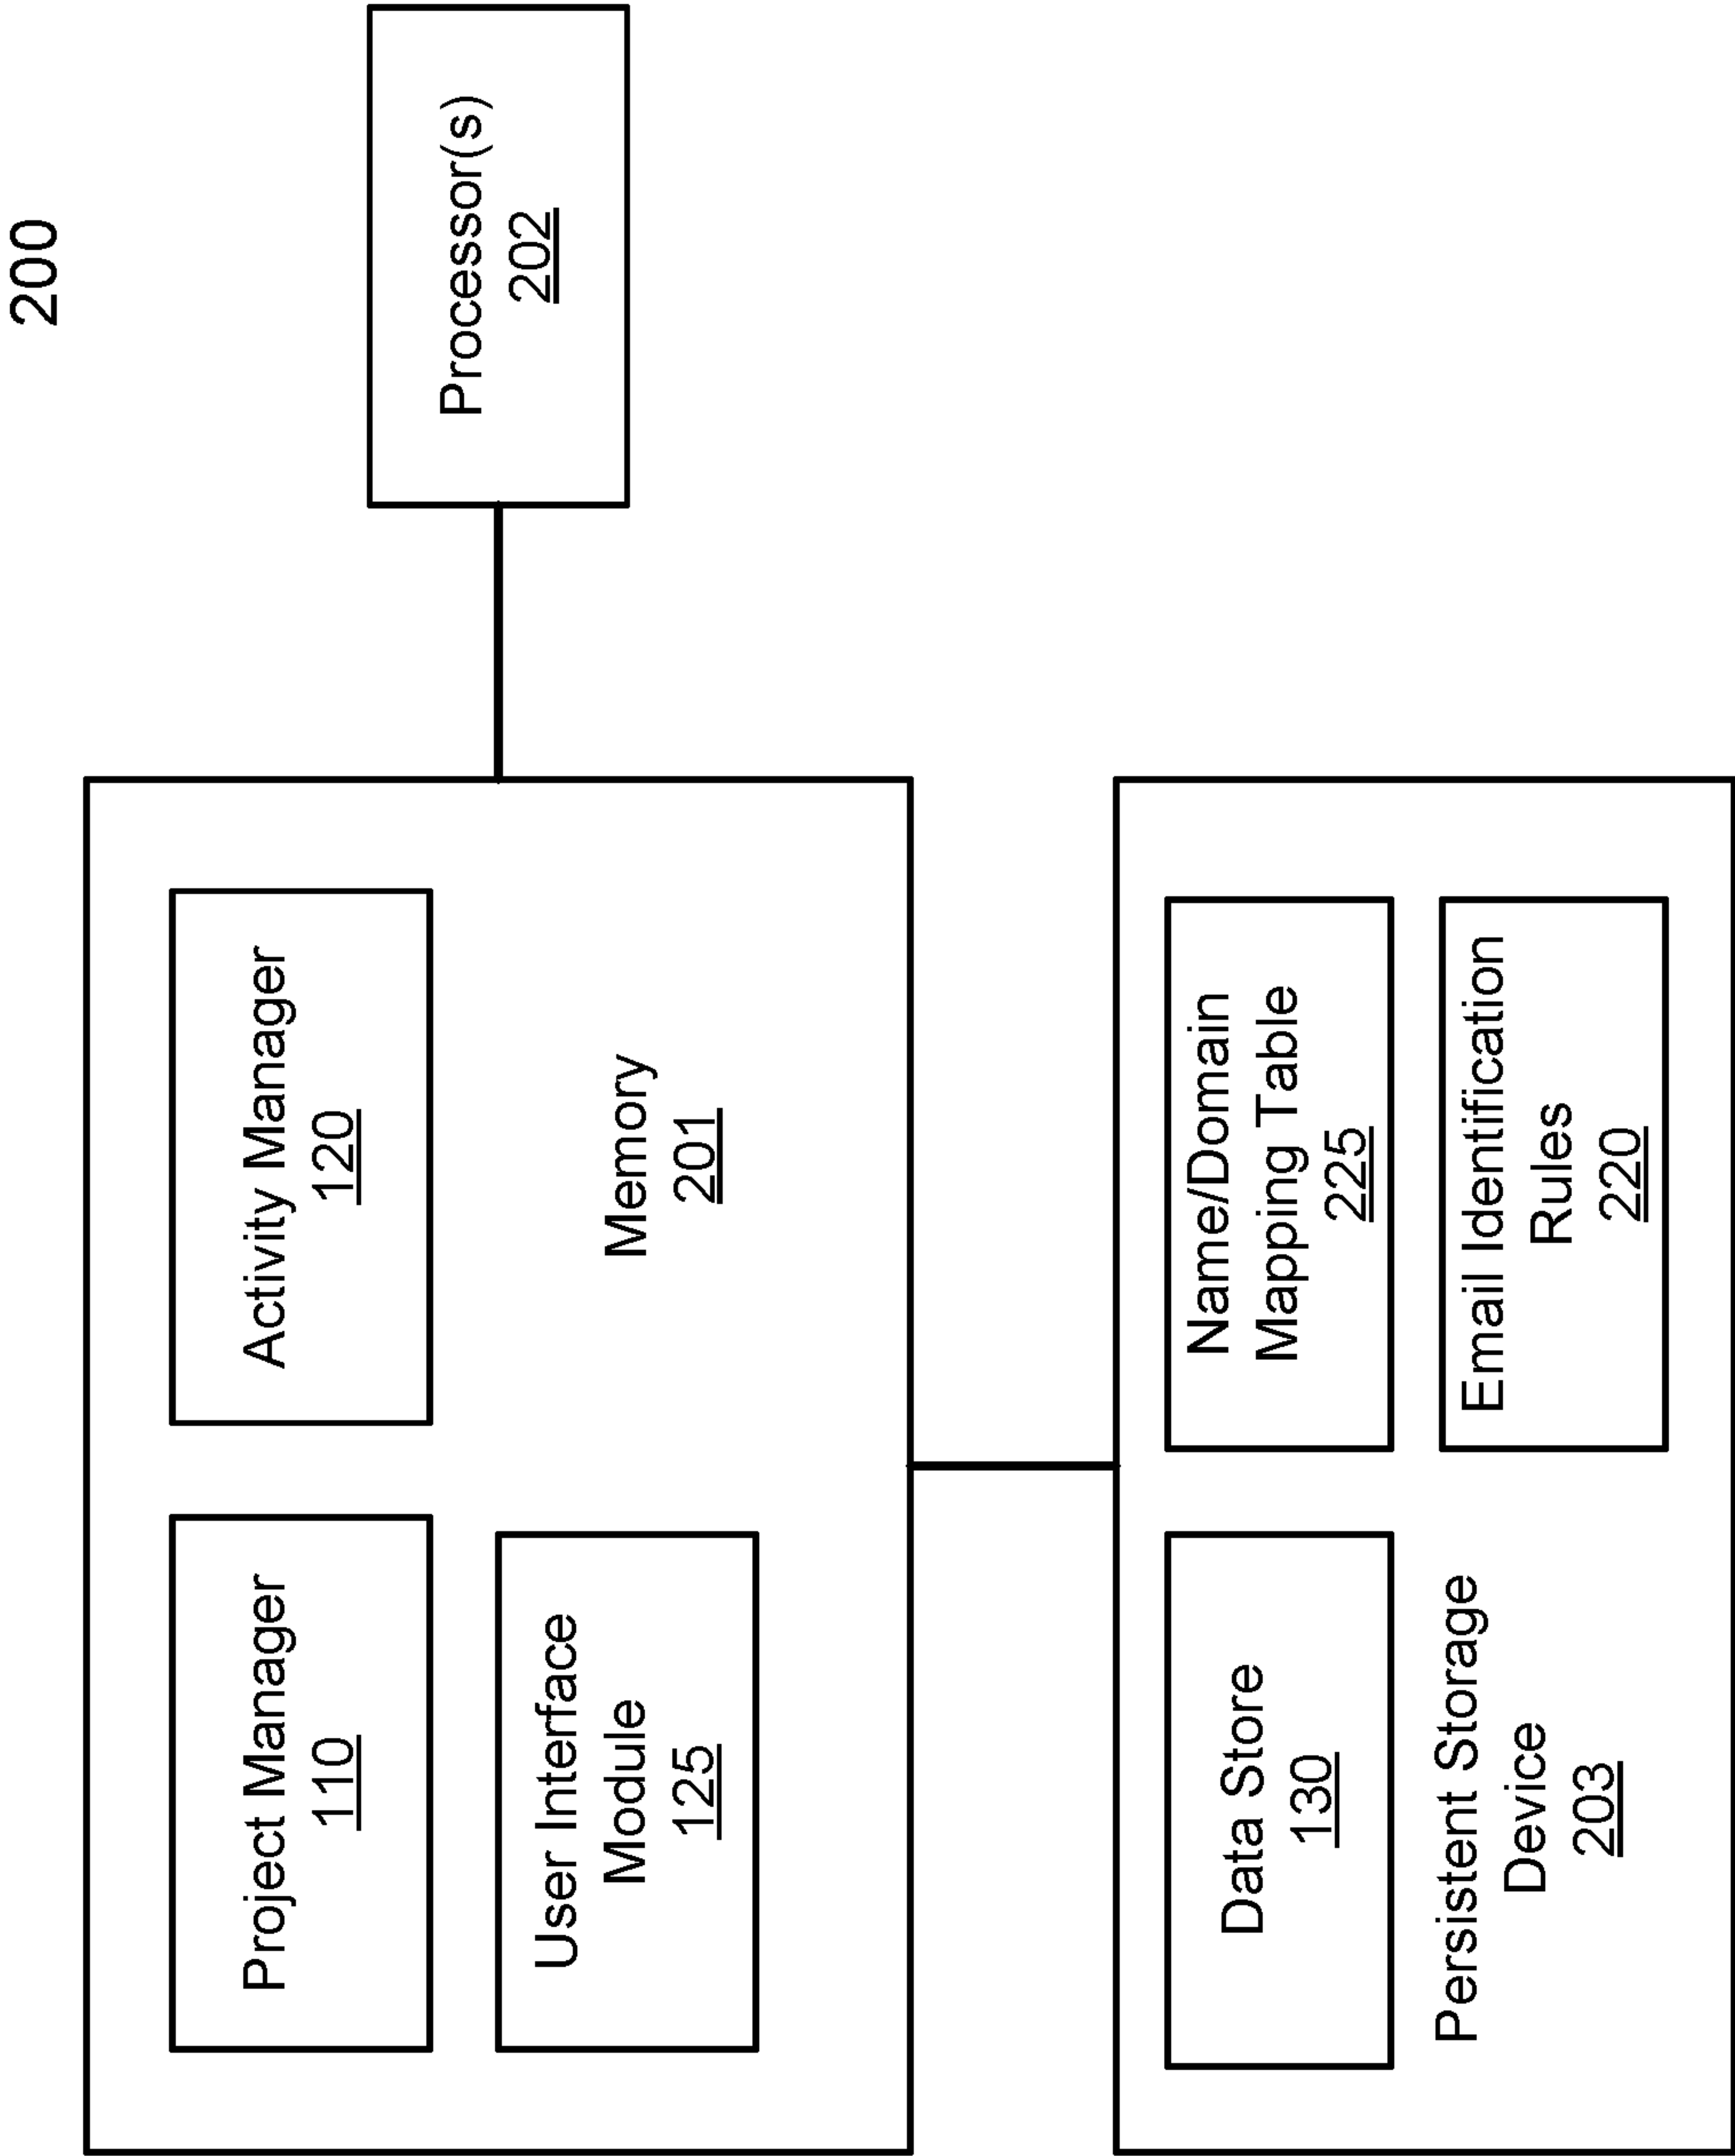 200
Project Manager
110
Activity Manager
120
User Interface
Module
125
Memory
201
Processor(s)
202
Data Store
130
Persistent Storage
Device
203
Name/Domain
Mapping Table
225
Email Identification
Rules
220